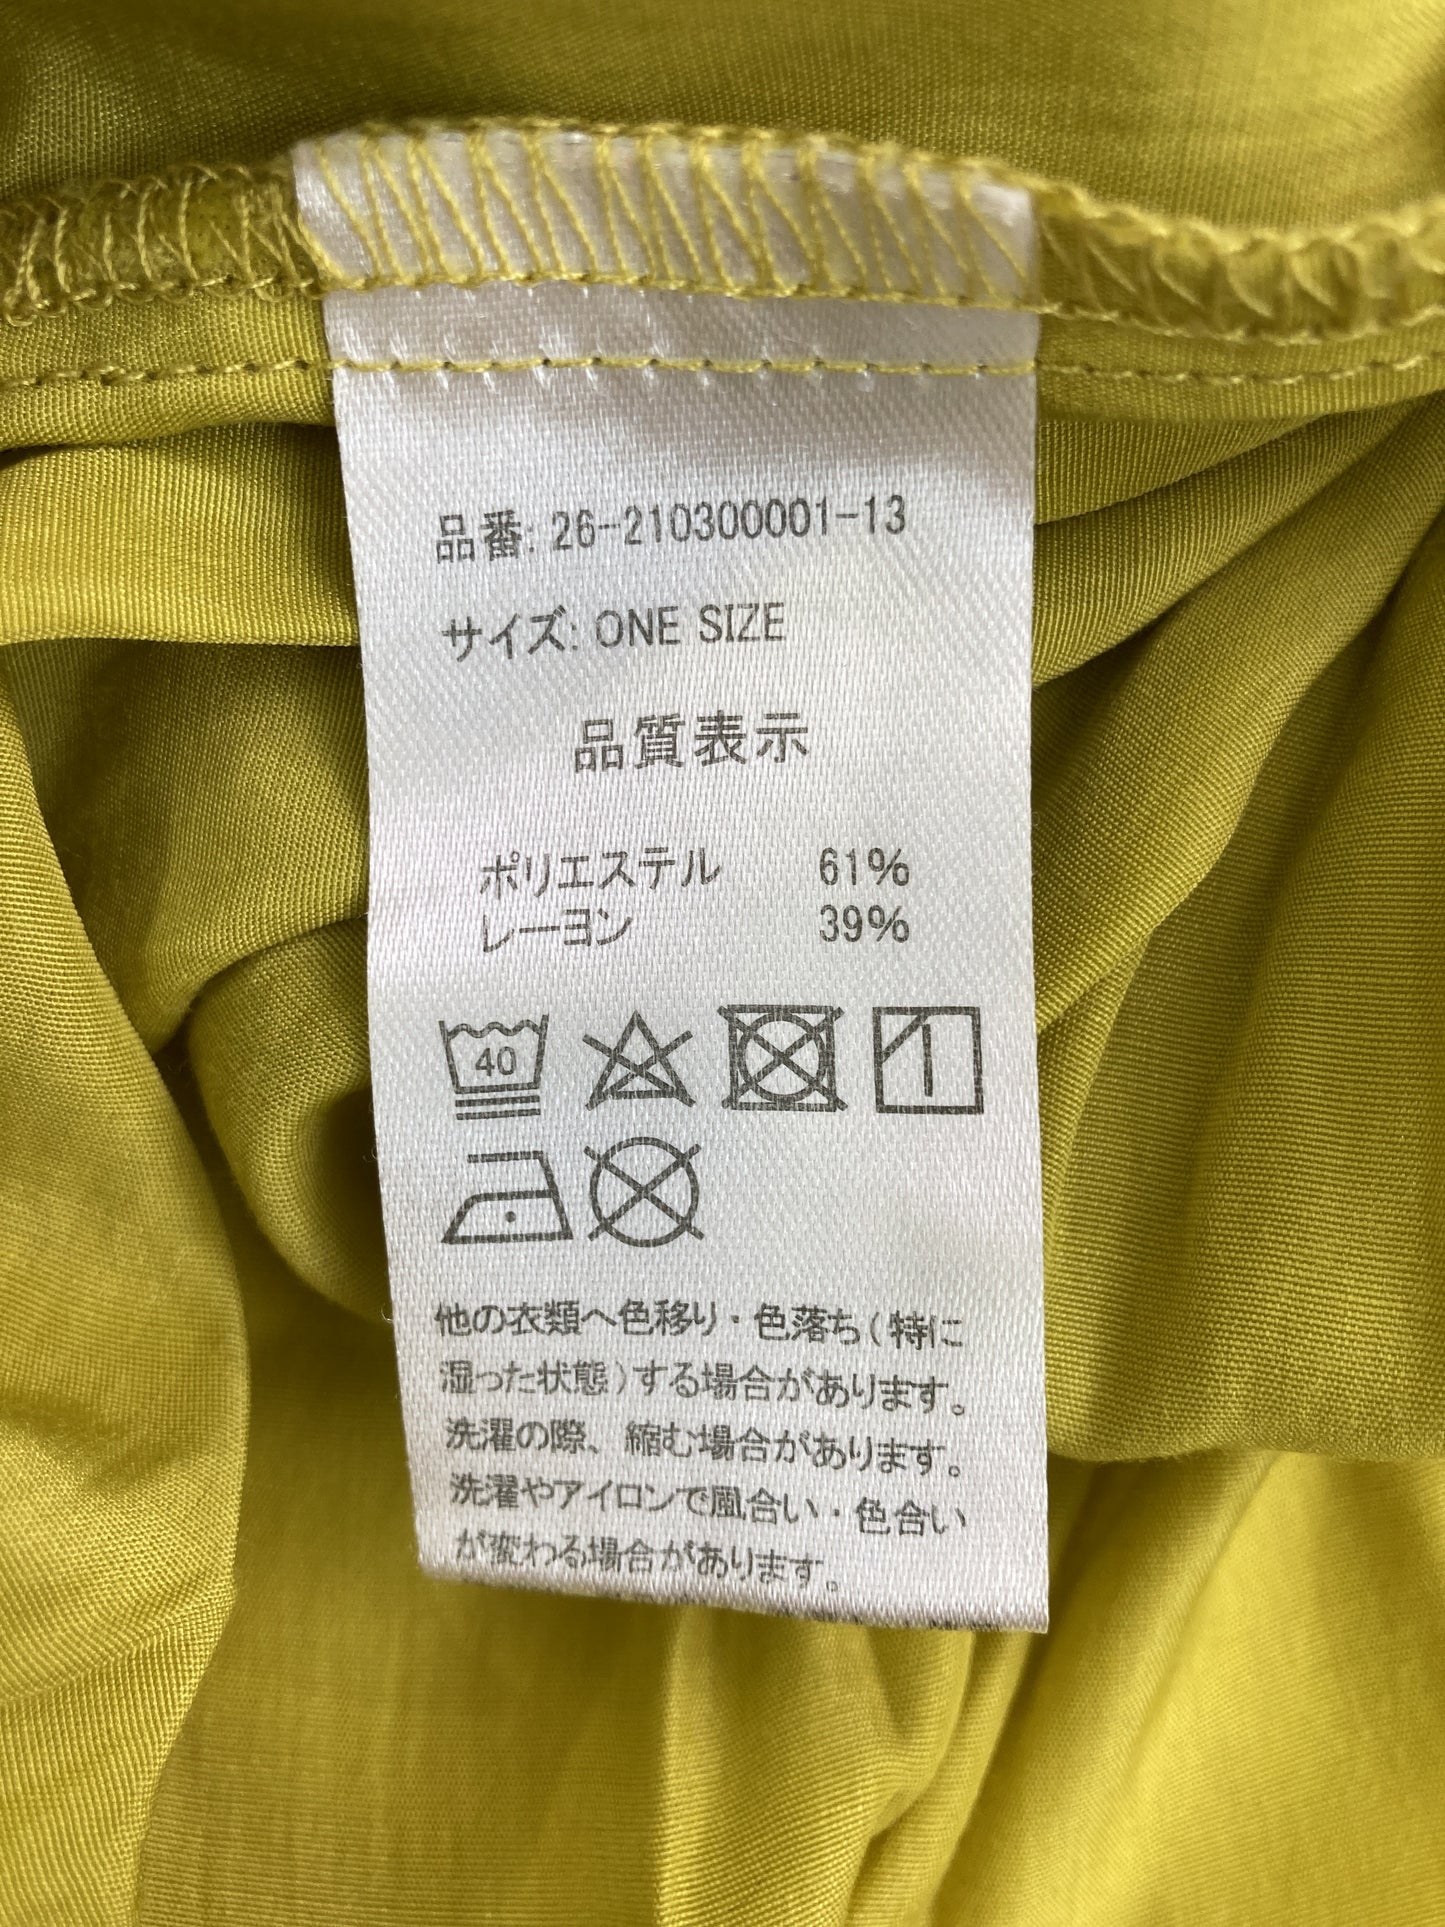 品番: 26-210300001-13
サイズ: ONE SIZE
品質表示
ポリエステル 61%
レーヨン 39%
40
他の衣類へ色移り・色落ち(特に
湿った状態)する場合があります。
洗濯の際、縮む場合があります。
洗濯やアイロンで風合い・色合い
が変わる場合があります。